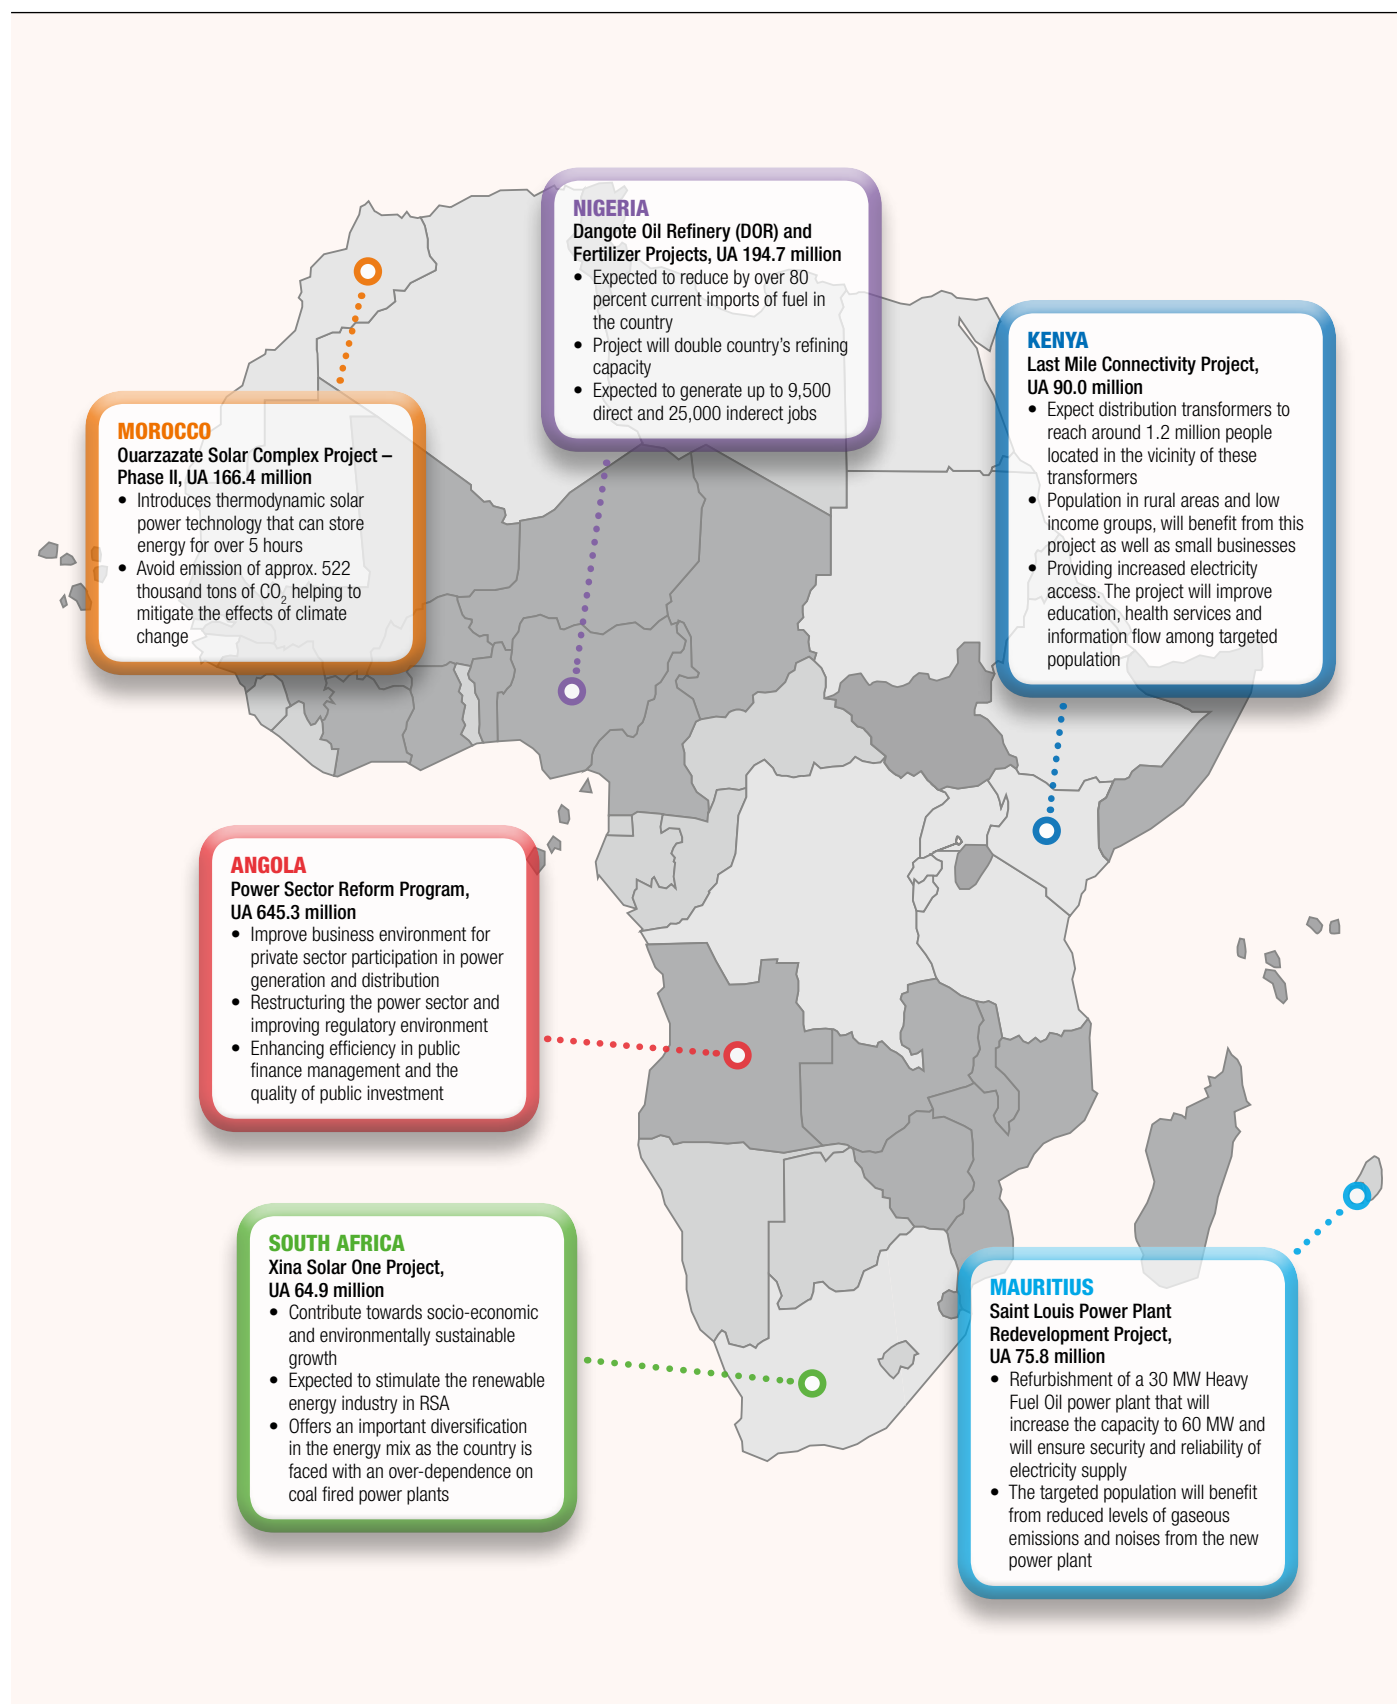 NIGERIA
Dangote Oil Refinery (DOR) and
Fertilizer Projects, UA 194.7 million
• Expected to reduce by over 80
percent current imports of fuel in
the country
• Project will double country's refining
capacity
• Expected to generate up to 9,500
direct and 25,000 inderect jobs
KENYA
Last Mile Connectivity Project,
UA 90.0 million
• Expect distribution transformers to
reach around 1.2 million people
located in the vicinity of these
transformers
• Population in rural areas and low
income groups, will benefit from this
project as well as small businesses
• Providing increased electricity
access. The project will improve
education, health services and
information flow among targeted
population
MOROCCO
Ouarzazate Solar Complex Project –
Phase II, UA 166.4 million
• Introduces thermodynamic solar
power technology that can store
energy for over 5 hours
• Avoid emission of approx. 522
thousand tons of CO₂ helping to
mitigate the effects of climate
change
ANGOLA
Power Sector Reform Program,
UA 645.3 million
• Improve business environment for
private sector participation in power
generation and distribution
• Restructuring the power sector and
improving regulatory environment
• Enhancing efficiency in public
finance management and the
quality of public investment
SOUTH AFRICA
Xina Solar One Project,
UA 64.9 million
• Contribute towards socio-economic
and environmentally sustainable
growth
• Expected to stimulate the renewable
energy industry in RSA
• Offers an important diversification
in the energy mix as the country is
faced with an over-dependence on
coal fired power plants
MAURITIUS
Saint Louis Power Plant
Redevelopment Project,
UA 75.8 million
• Refurbishment of a 30 MW Heavy
Fuel Oil power plant that will
increase the capacity to 60 MW and
will ensure security and reliability of
electricity supply
• The targeted population will benefit
from reduced levels of gaseous
emissions and noises from the new
power plant